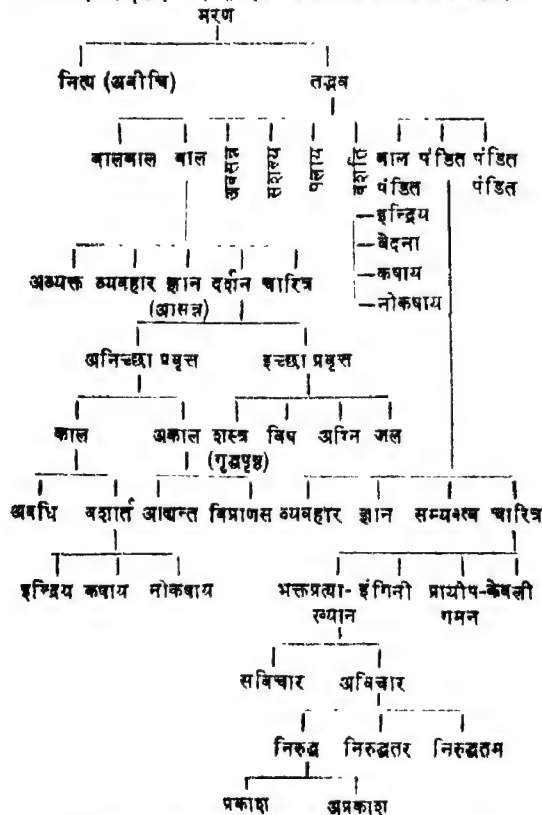 मरण
नित्य (अवीचि) तद्भव
बालबाल बाल अवसन्न सशल्य पलाय वशार्त बाल पंडित पंडित
पंडित पंडित
इन्द्रिय
वेदना
कषाय
नोकषाय
अव्यक्त व्यवहार ज्ञान दर्शन चारित्र
(आसन्न)
अनिच्छा प्रवृत्त इच्छा प्रवृत्त
काल अकाल शस्त्र विष अग्नि जल
(गृद्धपृष्ठ)
अवधि वशार्त आद्यन्त विप्राणस व्यवहार ज्ञान सम्यक्त्व चारित्र
इन्द्रिय कषाय नोकषाय भक्तप्रत्या- इंगिनी प्रायोप- केवली
ख्यान गमन
सविचार अविचार
निरुद्ध निरुद्धतर निरुद्धतम
प्रकाश अप्रकाश